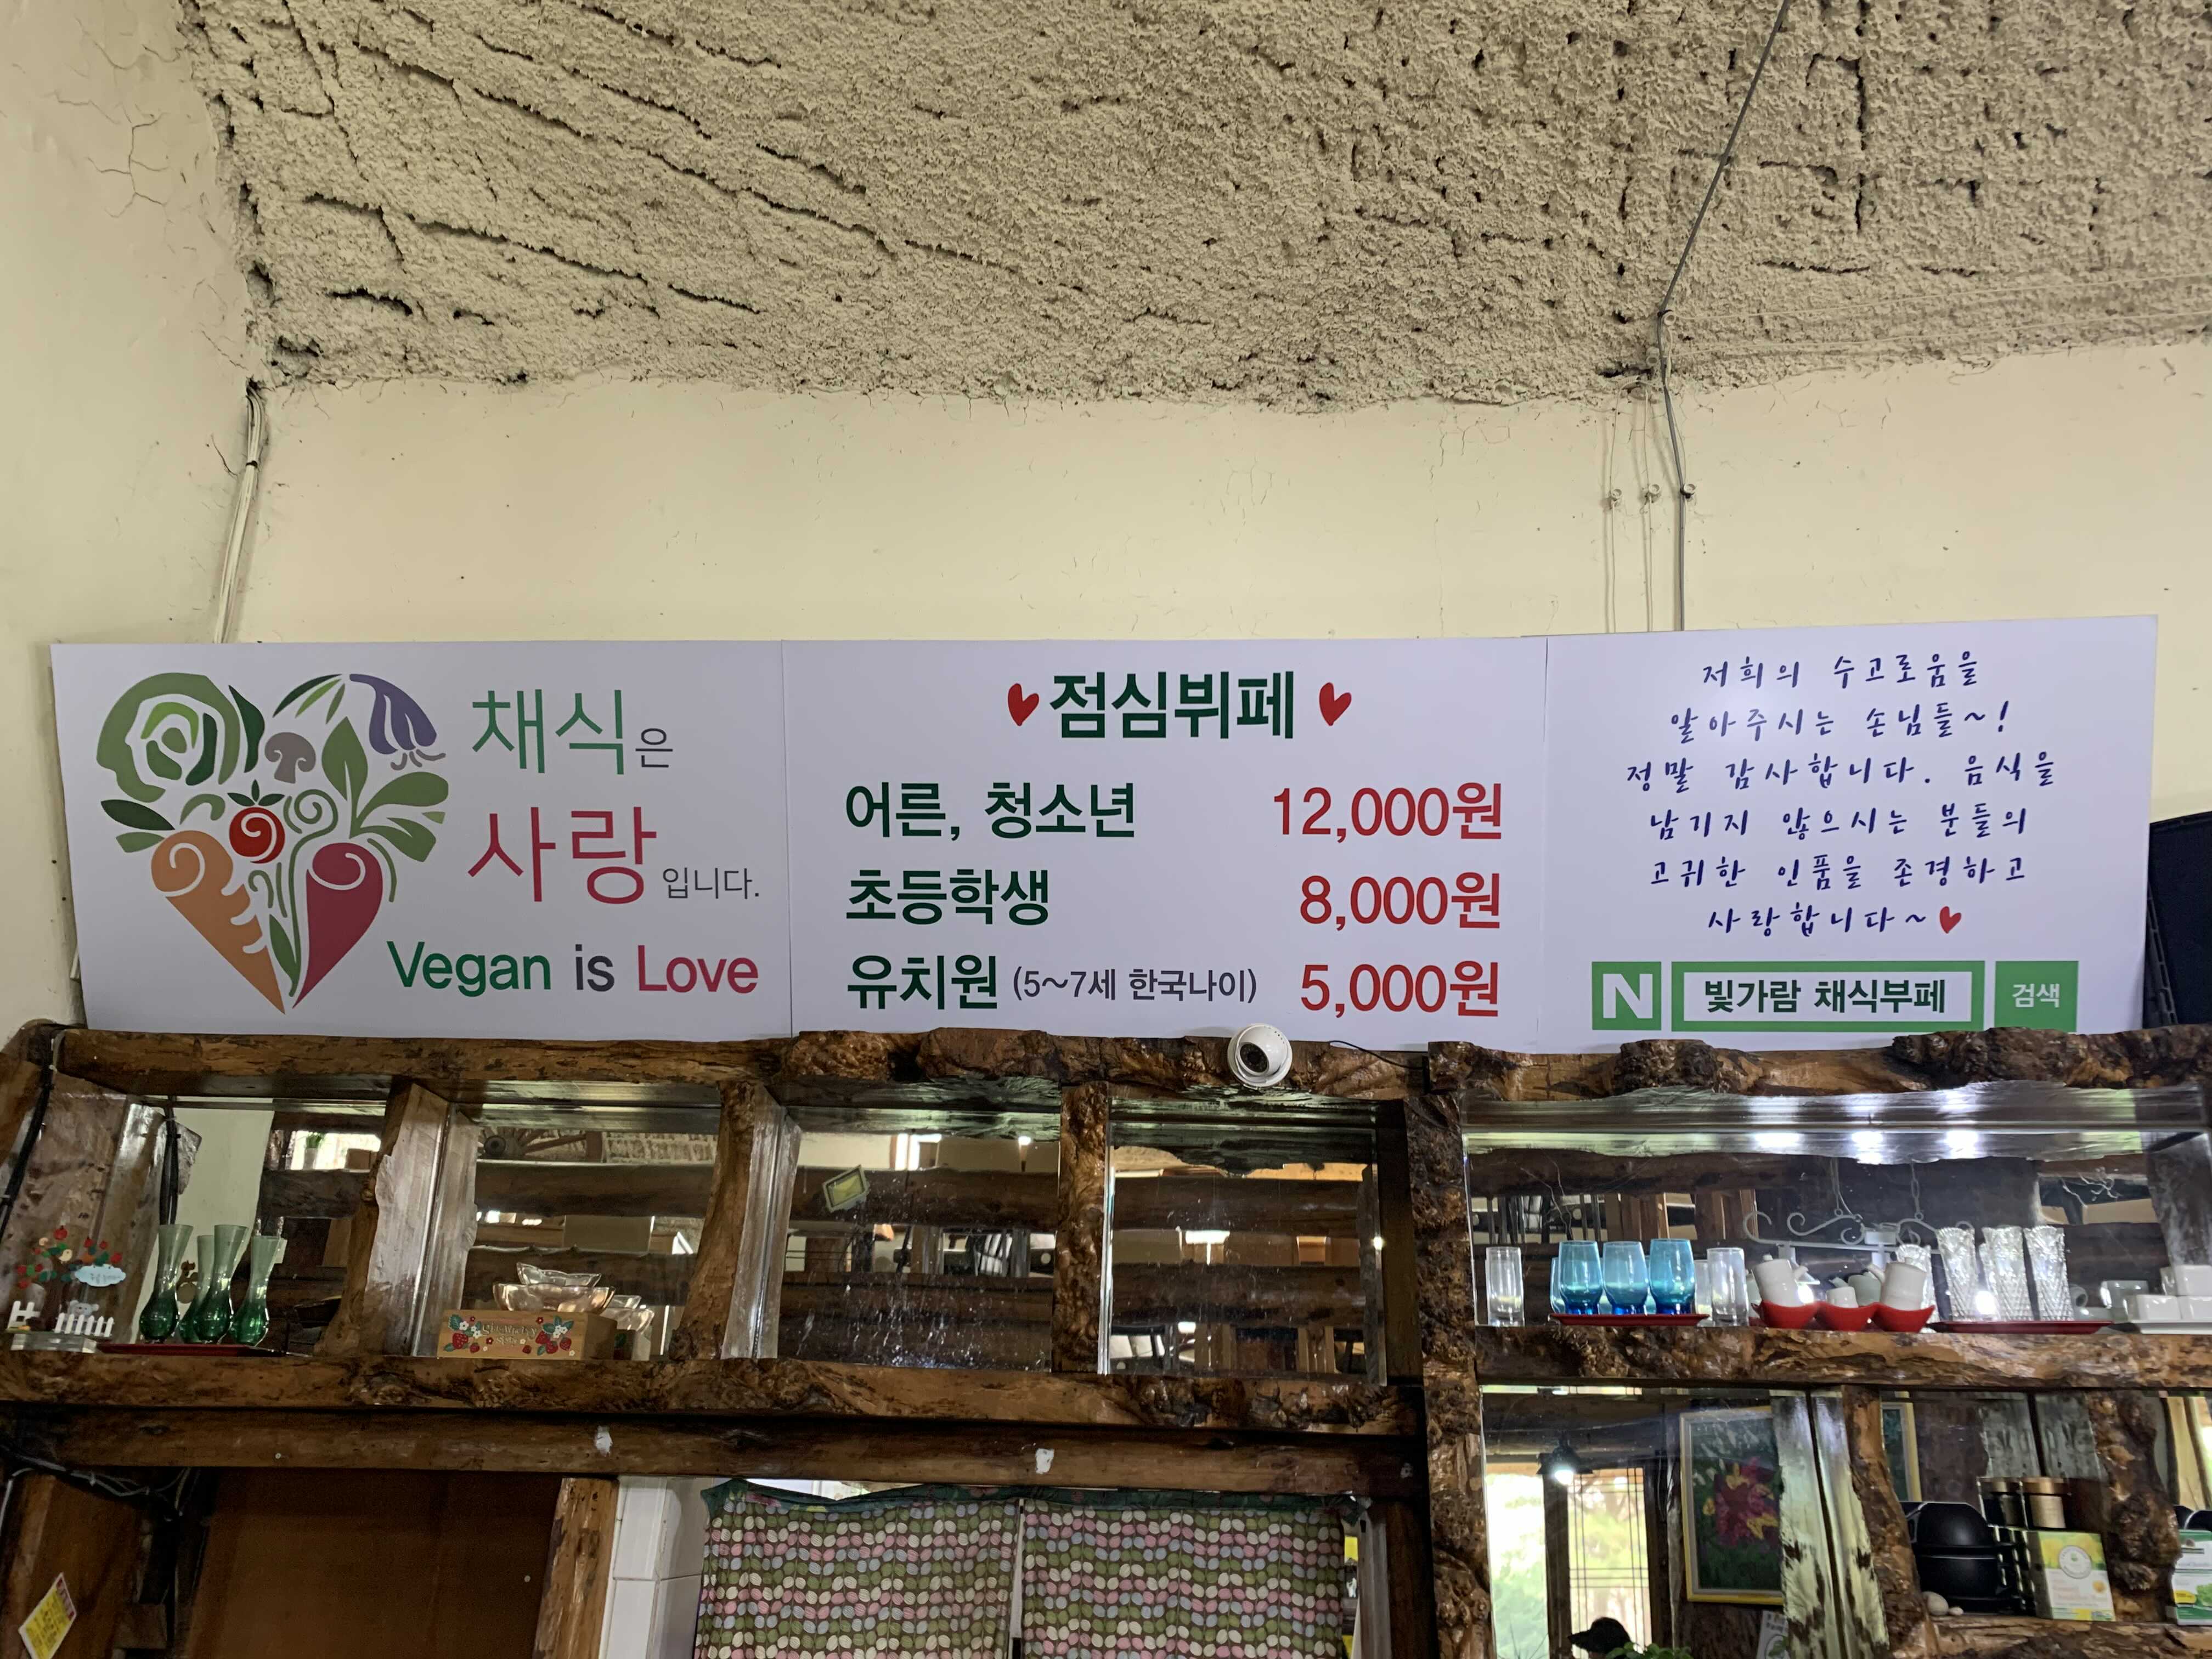 채식은
사랑입니다.
Vegan is Love
점심뷔페
어른, 청소년 12,000원
초등학생 8,000원
유치원 (5~7세 한국나이) 5,000원
저희의 수고로움을
알아주시는 손님들~!
정말 감사합니다. 음식을
남기지 않으시는 분들의
고귀한 인품을 존경하고
사랑합니다~
N 빛가람 채식부페 검색